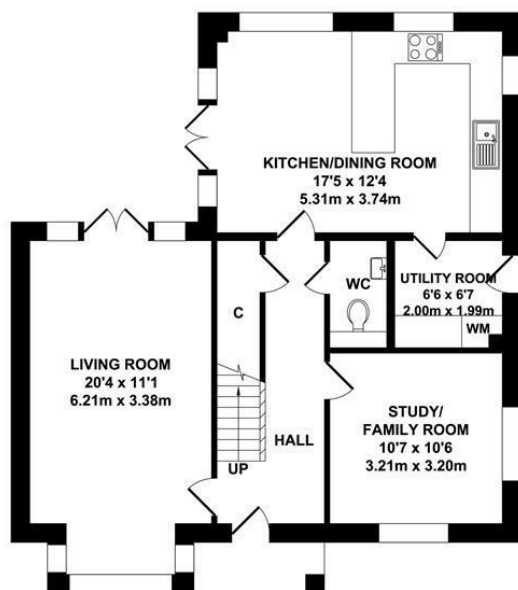 KITCHEN/DINING ROOM
17'5 x 12'4
5.31m x 3.74m
WC
UTILITY ROOM
6'6 x 6'7
2.00m x 1.99m
WM
C
LIVING ROOM
20'4 x 11'1
6.21m x 3.38m
STUDY/
FAMILY ROOM
10'7 x 10'6
3.21m x 3.20m
HALL
UP